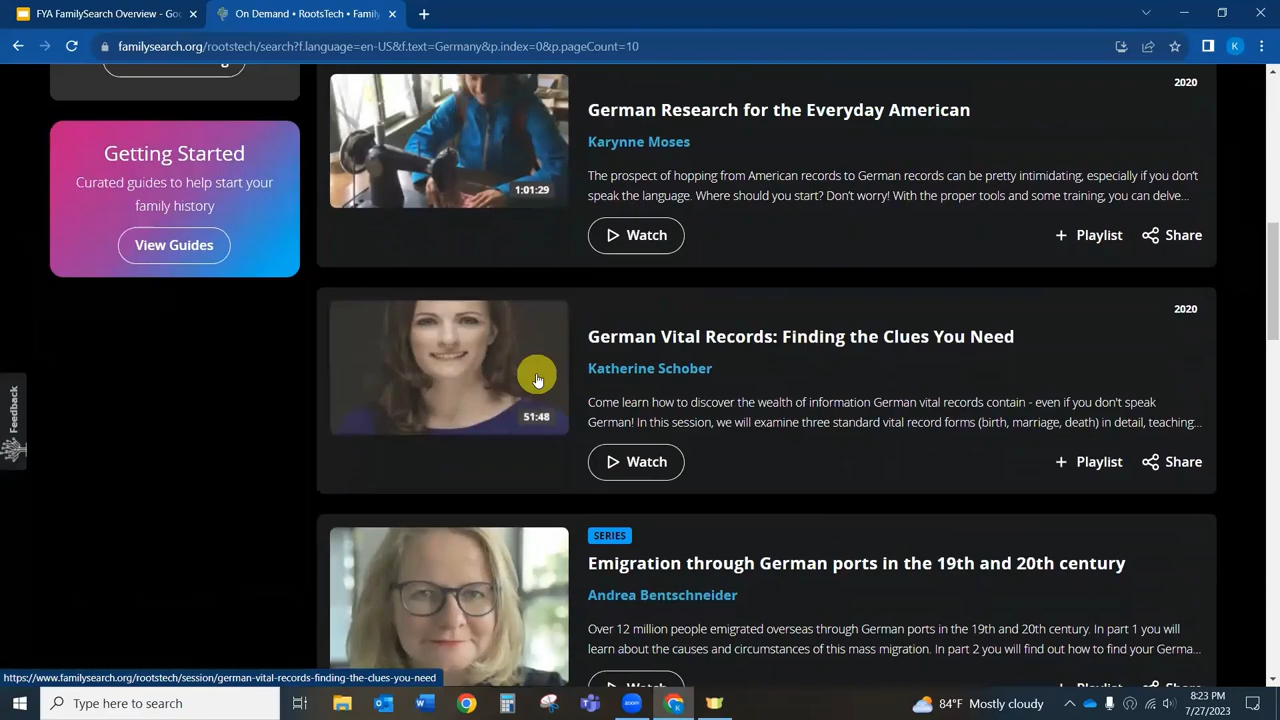 FYA FamilySearch Overview - Goo
On Demand • RootsTech • Family
familysearch.org/rootstech/search?f.language=en-US&f.text=Germany&p.index=0&p.pageCount=10
K
Getting Started
Curated guides to help start your
family history
View Guides
Feedback
2020
German Research for the Everyday American
Karynne Moses
The prospect of hopping from American records to German records can be pretty intimidating, especially if you don't
speak the language. Where should you start? Don't worry! With the proper tools and some training, you can delve...
1:01:29
Watch
Playlist
Share
2020
German Vital Records: Finding the Clues You Need
Katherine Schober
Come learn how to discover the wealth of information German vital records contain - even if you don't speak
German! In this session, we will examine three standard vital record forms (birth, marriage, death) in detail, teaching...
51:48
Watch
Playlist
Share
SERIES
Emigration through German ports in the 19th and 20th century
Andrea Bentschneider
Over 12 million people emigrated overseas through German ports in the 19th and 20th century. In part 1 you will
learn about the causes and circumstances of this mass migration. In part 2 you will find out how to find your Germa...
https://www.familysearch.org/rootstech/session/german-vital-records-finding-the-clues-you-need
Type here to search
zoom
84°F Mostly cloudy
8:23 PM
7/27/2023